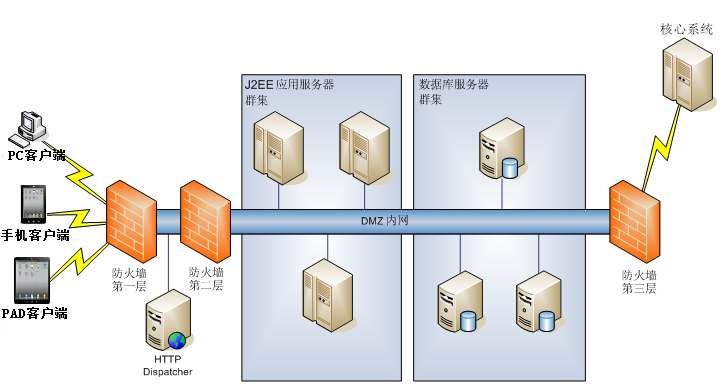 核心系统
J2EE 应用服务器
群集
数据库服务器
群集
PC客户端
手机客户端
PAD客户端
DMZ 内网
防火墙
第一层
防火墙
第二层
防火墙
第三层
HTTP
Dispatcher